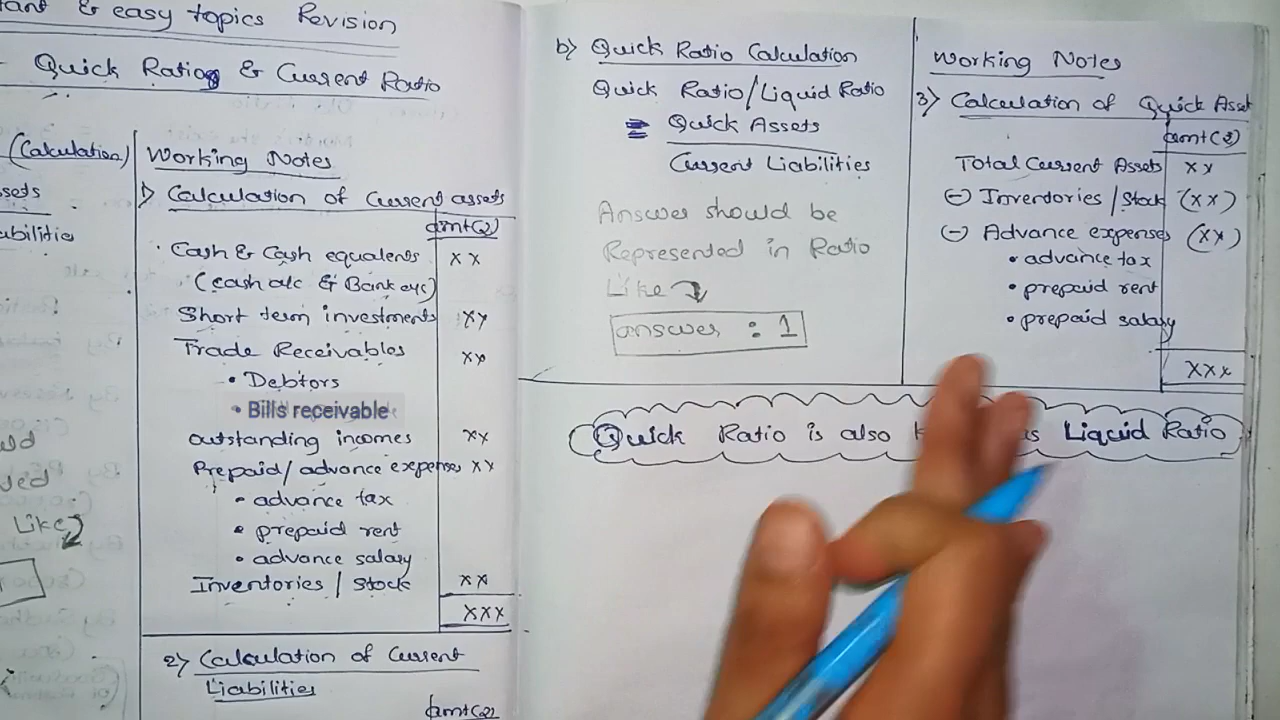 & easy topics Revision
Quick Ratio & Current Ratio
(Calculation)
Working Notes
1) Calculation of Current assets
amt(₹)
Cash & Cash equalents xx
(cash a/c & Bank a/c)
Short term investments xx
Trade Receivables xx
• Debtors
• Bills receivable
outstanding incomes xx
Prepaid/advance expenses xx
• advance tax
• prepaid rent
• advance salary
Inventories / Stock xx
xxx
2) Calculation of Current
Liabilities
amt(₹)
Like
b) Quick Ratio Calculation
Quick Ratio/Liquid Ratio
= Quick Assets
Current Liabilities
Answer should be
Represented in Ratio
Like
answer : 1
Working Notes
3) Calculation of Quick Asset
amt(₹)
Total Current Assets xx
(-) Inventories / Stock (xx)
(-) Advance expenses (xx)
• advance tax
• prepaid rent
• prepaid salary
xxx
Quick Ratio is also Liquid Ratio